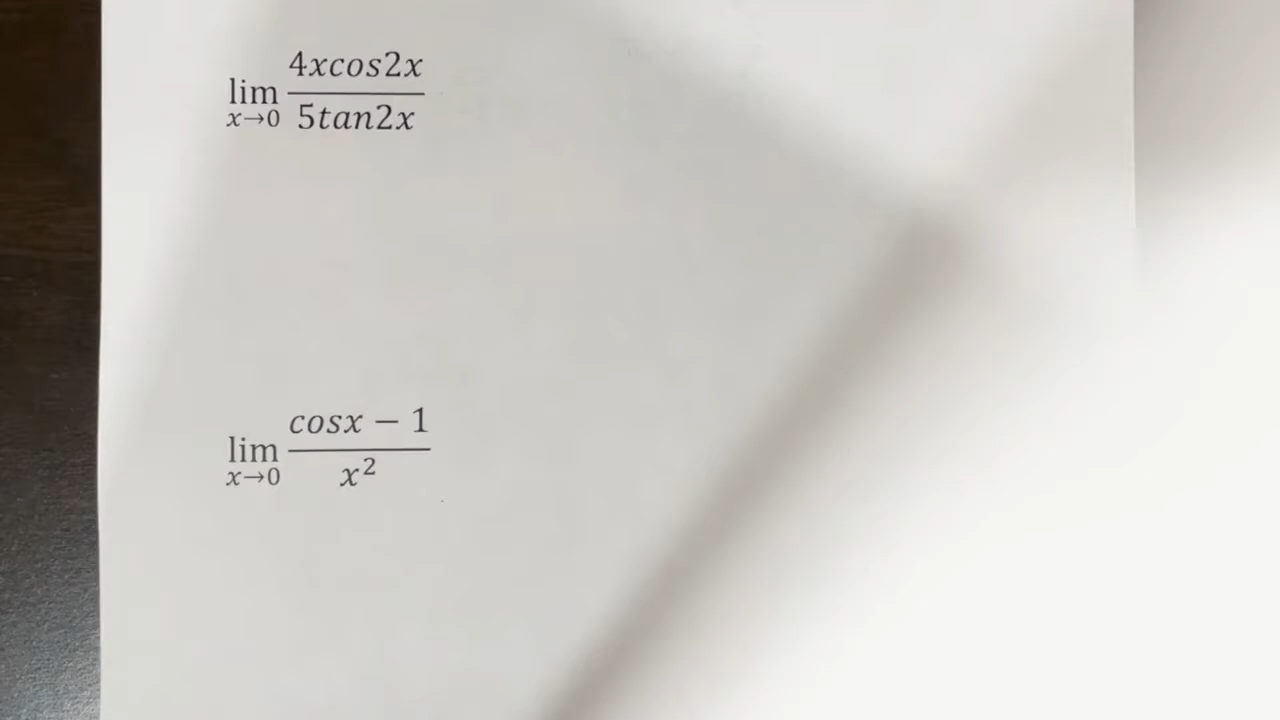 lim x→0 4xcos2x / 5tan2x
lim x→0 cosx − 1 / x²